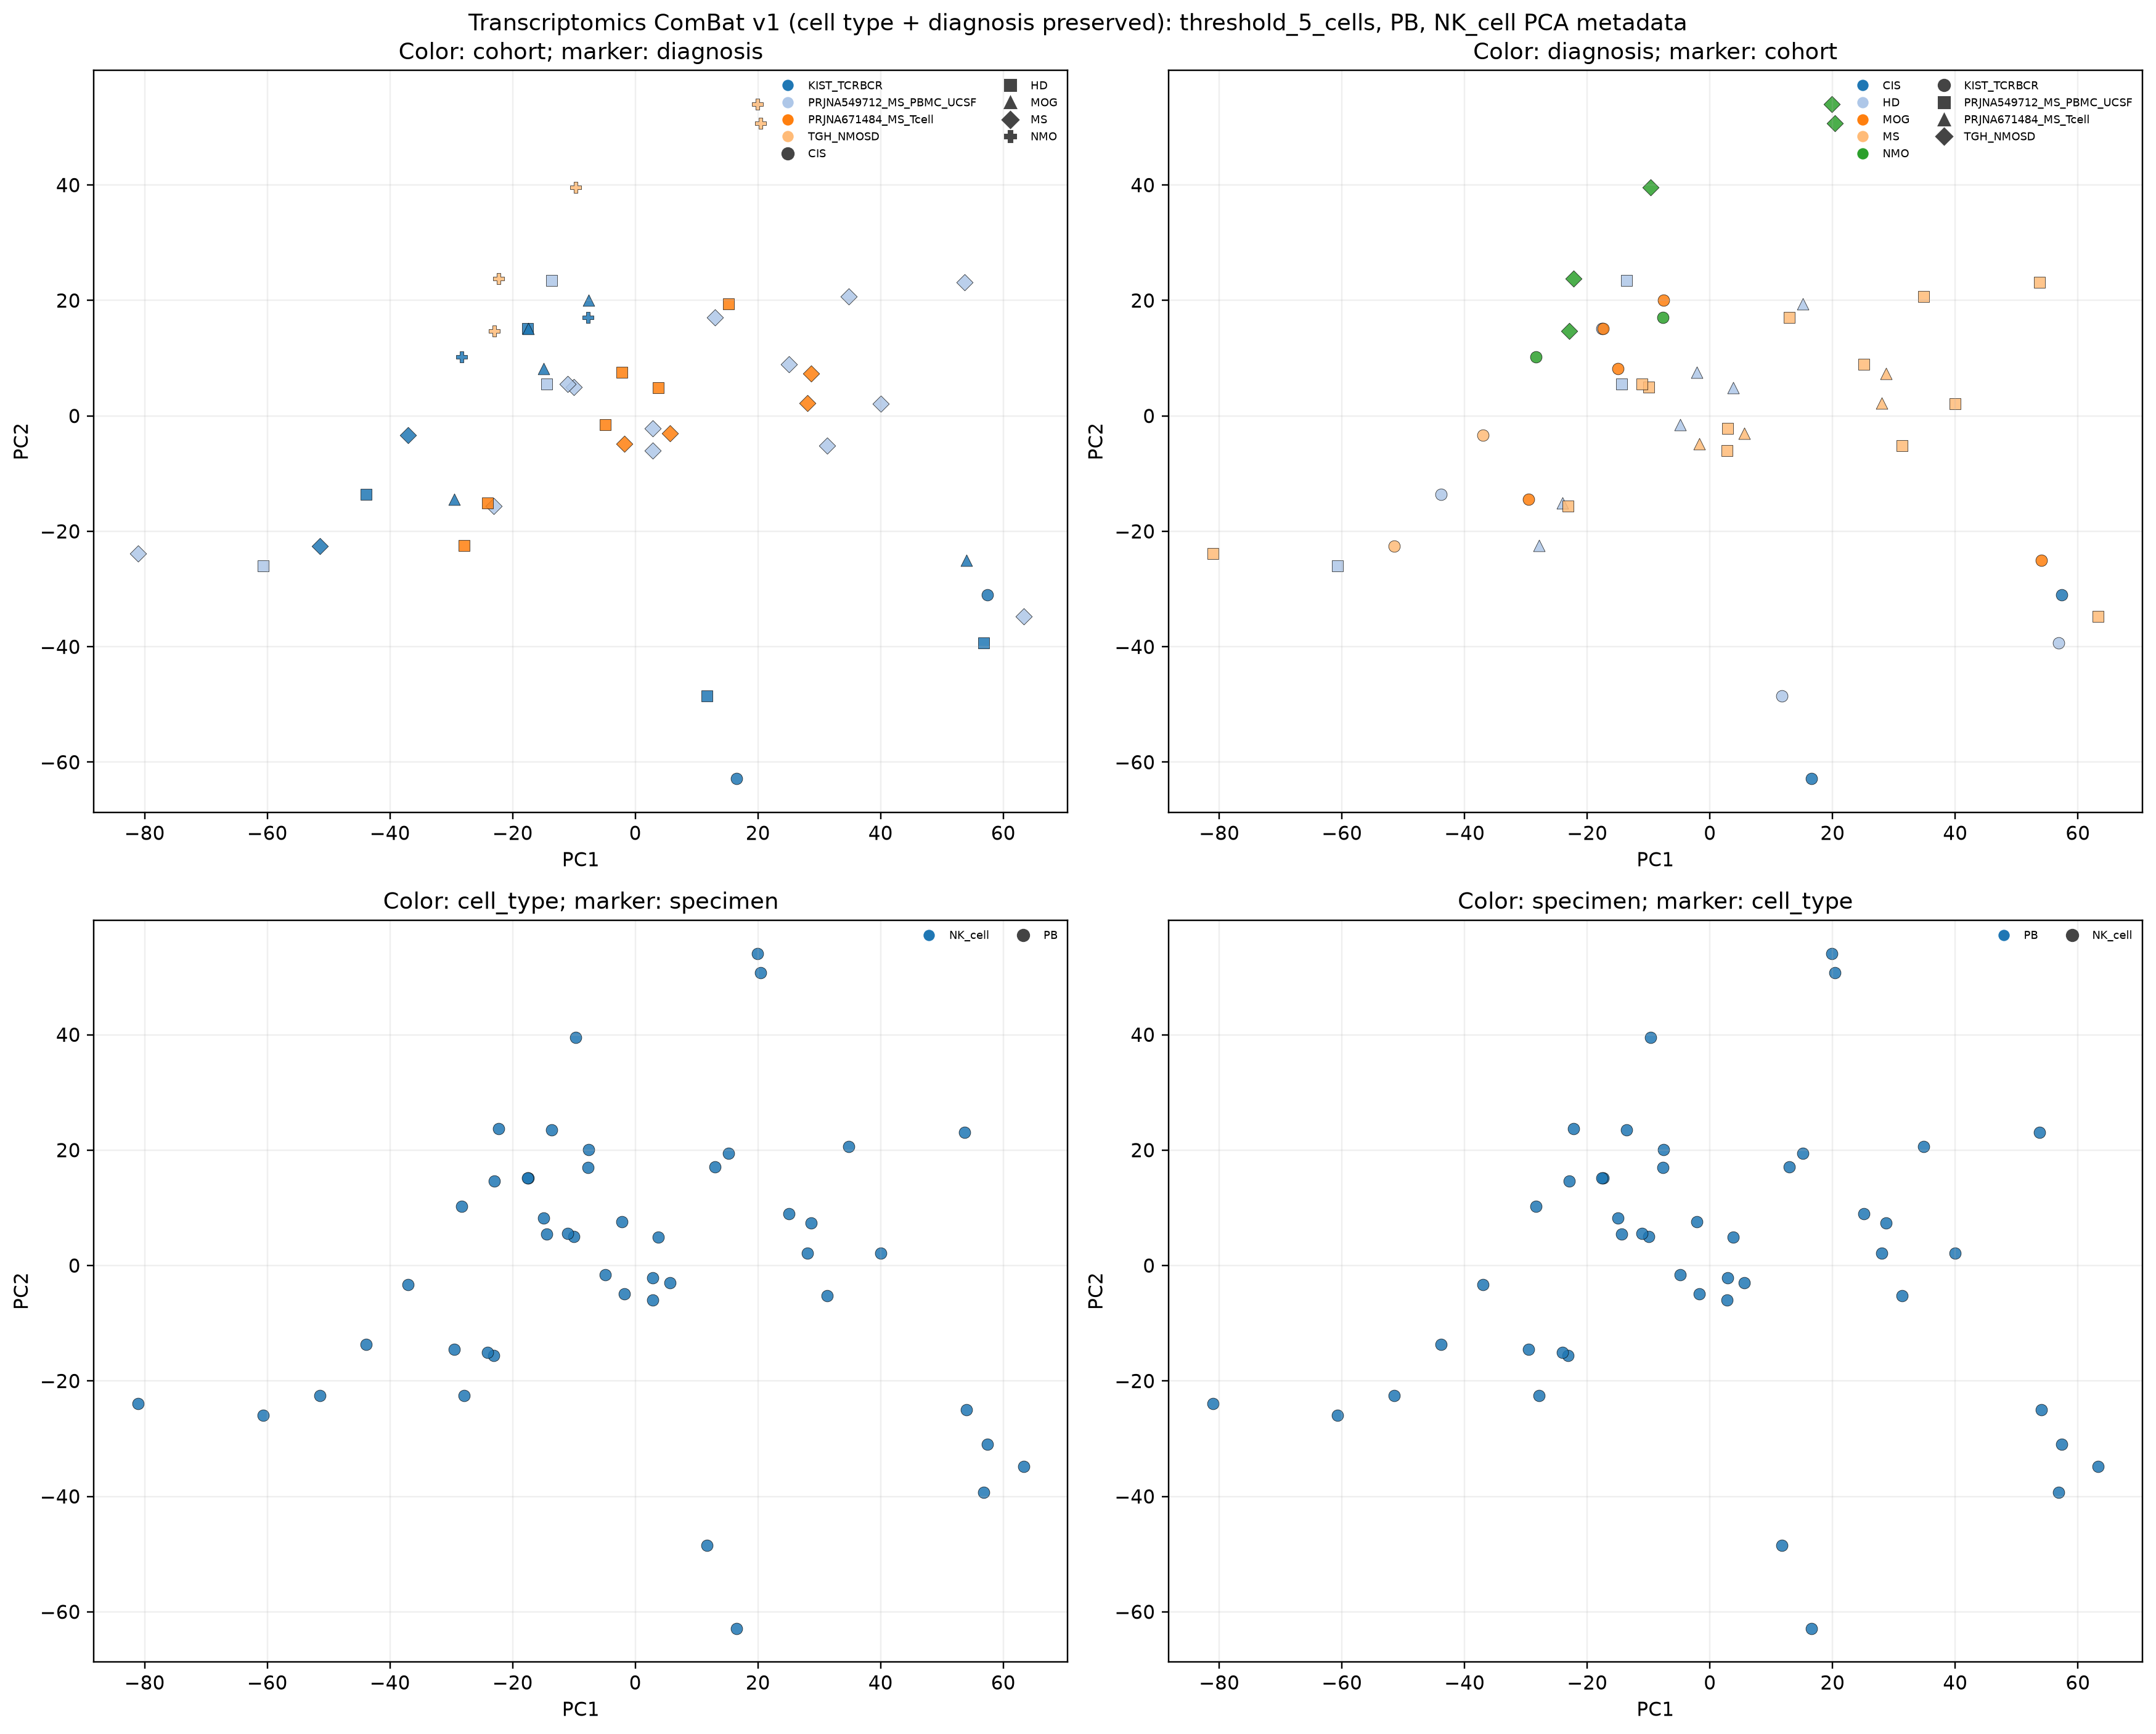 Transcriptomics ComBat v1 (cell type + diagnosis preserved): threshold_5_cells, PB, NK_cell PCA metadata
Color: cohort; marker: diagnosis
KIST_TCRBCR
PRJNA549712_MS_PBMC_UCSF
PRJNA671484_MS_Tcell
TGH_NMOSD
CIS
HD
MOG
MS
NMO
40
20
0
−20
−40
−60
PC2
−80
−60
−40
−20
0
20
40
60
PC1
Color: diagnosis; marker: cohort
CIS
HD
MOG
MS
NMO
KIST_TCRBCR
PRJNA549712_MS_PBMC_UCSF
PRJNA671484_MS_Tcell
TGH_NMOSD
40
20
0
−20
−40
−60
PC2
−80
−60
−40
−20
0
20
40
60
PC1
Color: cell_type; marker: specimen
NK_cell
PB
40
20
0
−20
−40
−60
PC2
−80
−60
−40
−20
0
20
40
60
PC1
Color: specimen; marker: cell_type
PB
NK_cell
40
20
0
−20
−40
−60
PC2
−80
−60
−40
−20
0
20
40
60
PC1